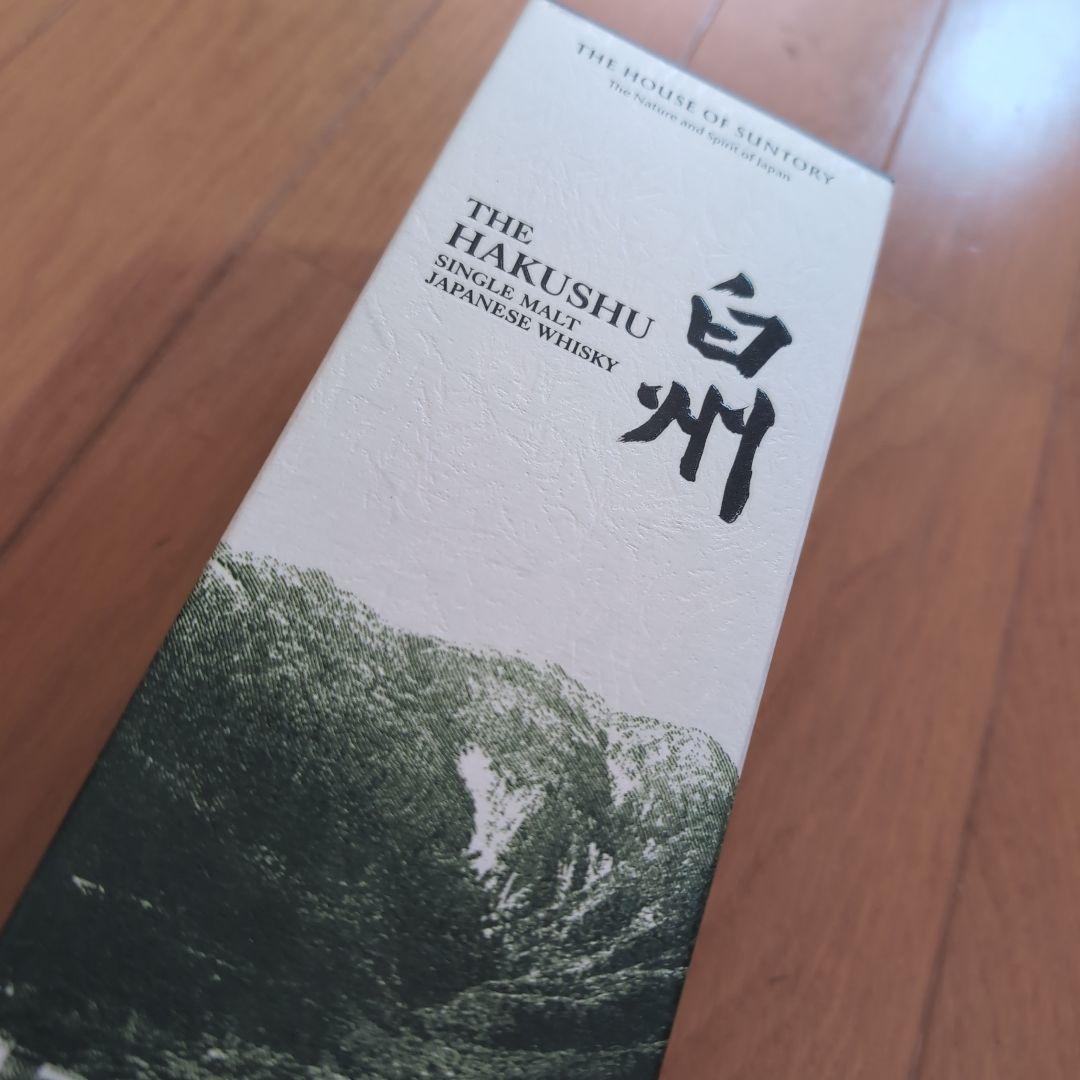 THE HOUSE OF SUNTORY
The Nature and Spirit of Japan
THE
HAKUSHU
SINGLE MALT
JAPANESE WHISKY
白州